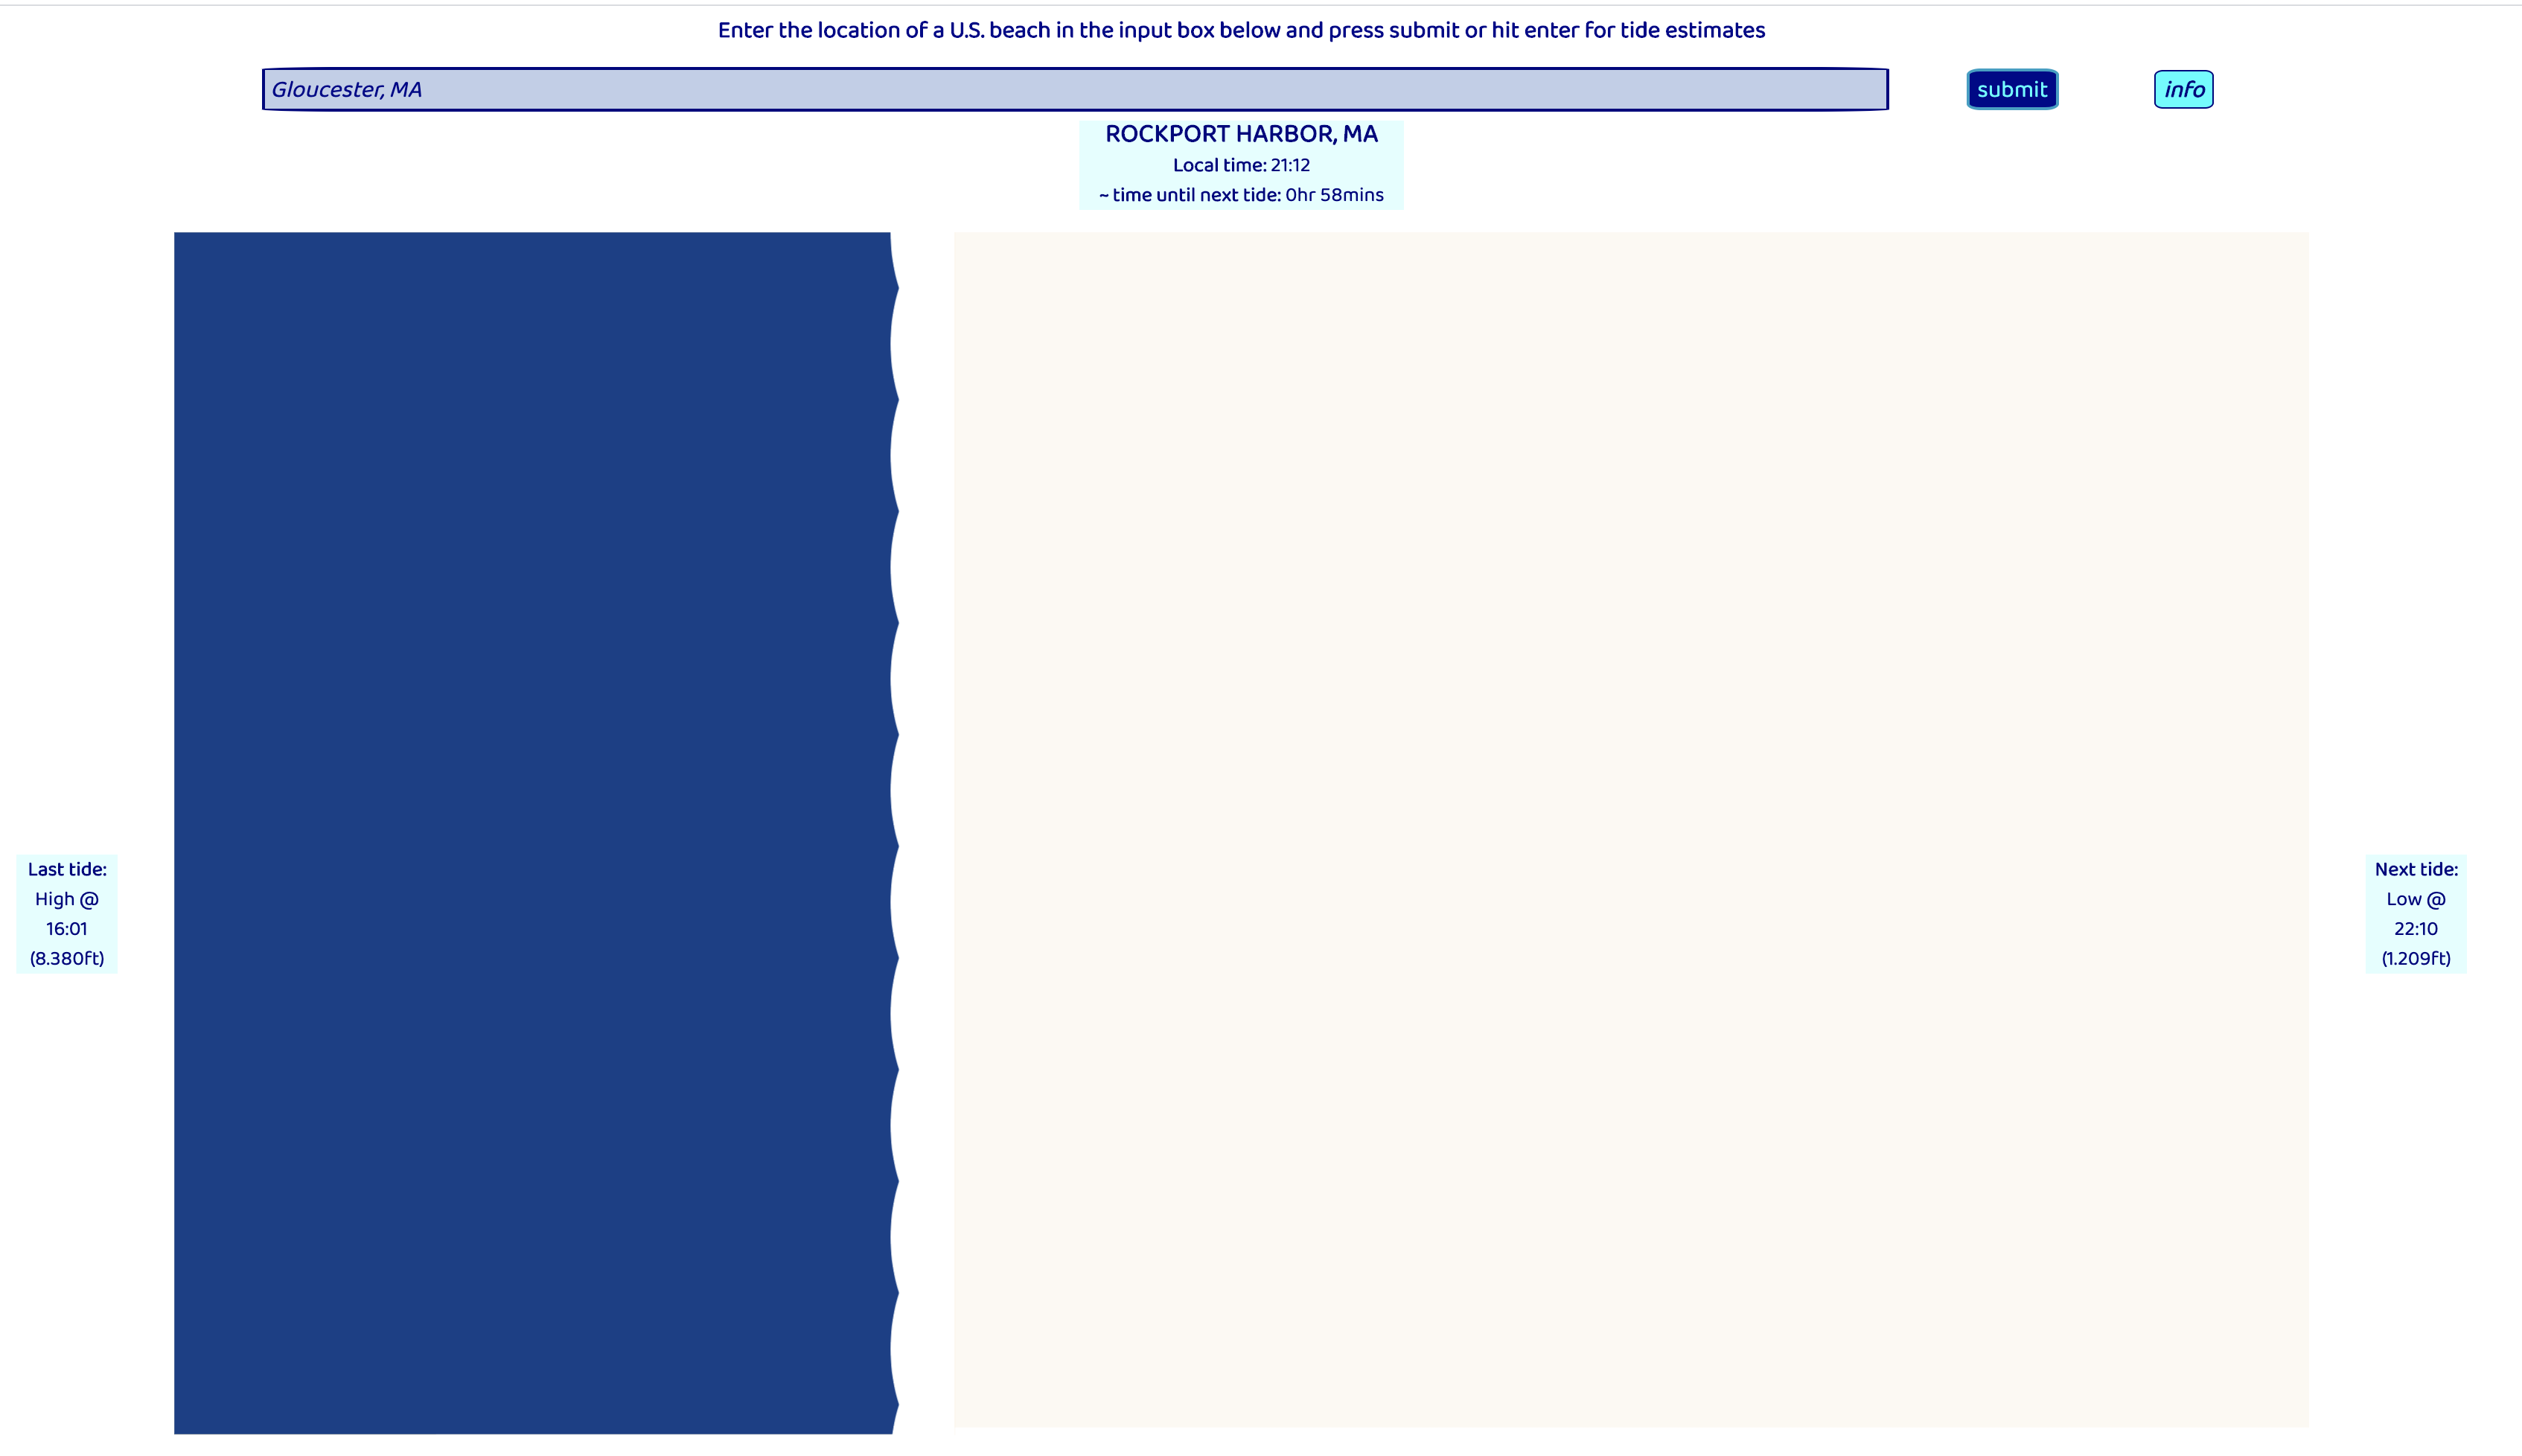 Enter the location of a U.S. beach in the input box below and press submit or hit enter for tide estimates
Gloucester, MA
submit
info
ROCKPORT HARBOR, MA
Local time: 21:12
~ time until next tide: 0hr 58mins
Last tide:
High @
16:01
(8.380ft)
Next tide:
Low @
22:10
(1.209ft)